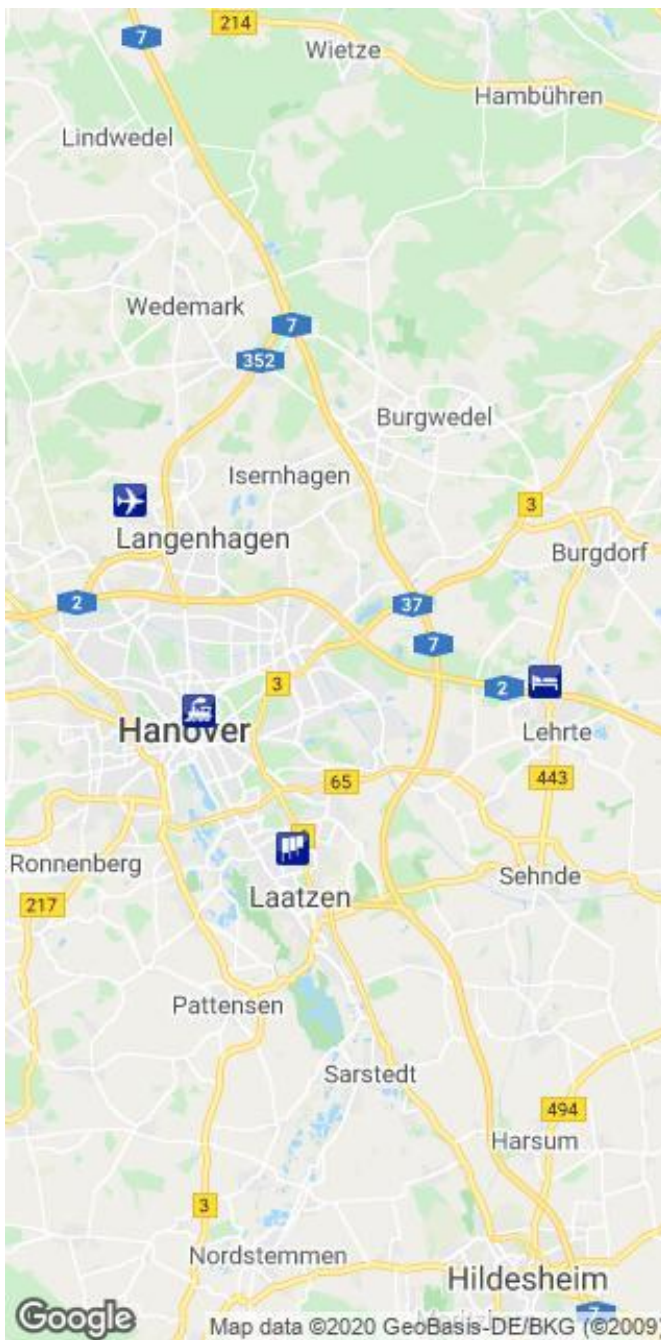 7
214
Wietze
Hambühren
Lindwedel
Wedemark
7
352
Burgwedel
Isernhagen
3
Langenhagen
Burgdorf
2
37
7
3
2
Hanover
Lehrte
65
443
Ronnenberg
Sehnde
Laatzen
217
Pattensen
Sarstedt
494
Harsum
3
Nordstemmen
Hildesheim
7
Google
Map data ©2020 GeoBasis-DE/BKG (©2009)